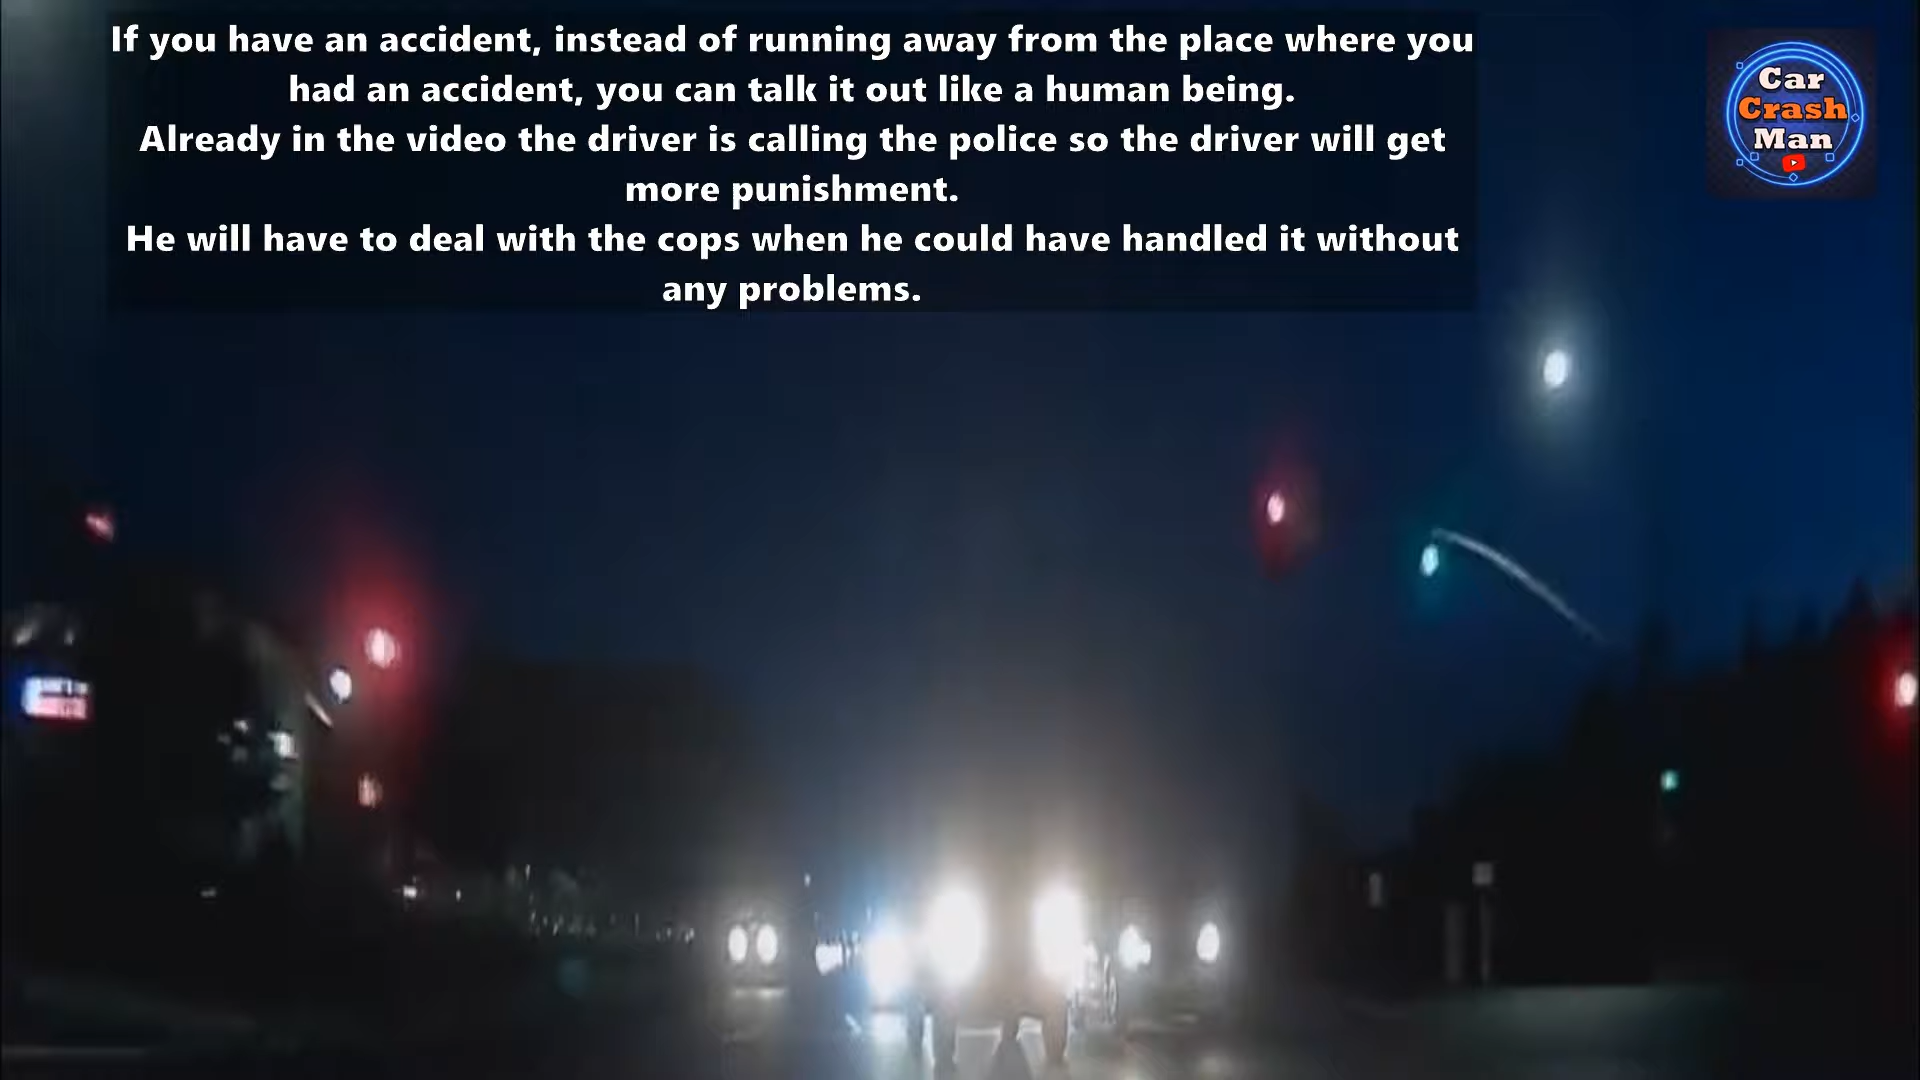 If you have an accident, instead of running away from the place where you
had an accident, you can talk it out like a human being.
Already in the video the driver is calling the police so the driver will get
more punishment.
He will have to deal with the cops when he could have handled it without
any problems.
Car
Crash
Man